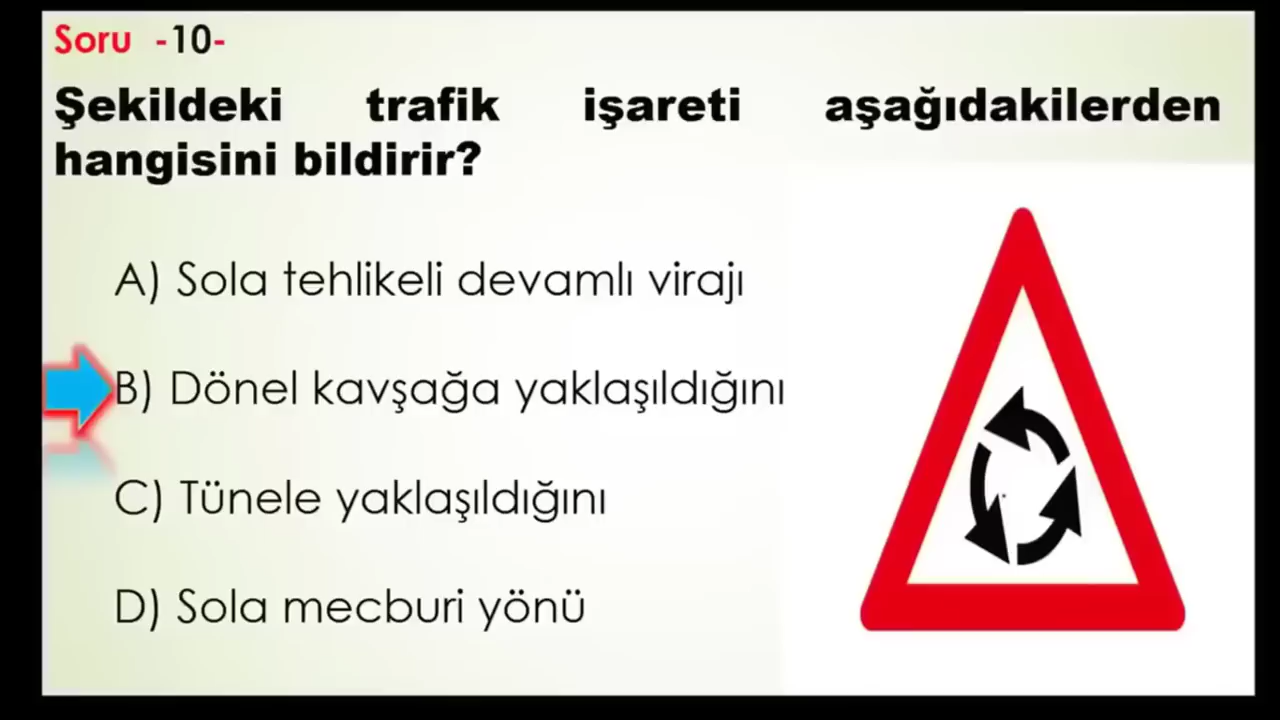 Soru -10-
Şekildeki trafik işareti aşağıdakilerden
hangisini bildirir?
A) Sola tehlikeli devamlı virajı
B) Dönel kavşağa yaklaşıldığını
C) Tünele yaklaşıldığını
D) Sola mecburi yönü